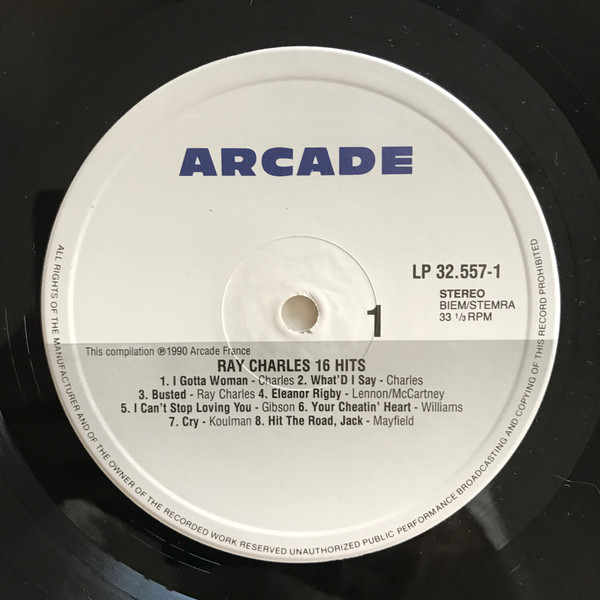 ARCADE
LP 32.557-1
STEREO
BIEM/STEMRA
33 1/3 RPM
1
This compilation ℗1990 Arcade France
RAY CHARLES 16 HITS
1. I Gotta Woman - Charles 2. What'D I Say - Charles
3. Busted - Ray Charles 4. Eleanor Rigby - Lennon/McCartney
5. I Can't Stop Loving You - Gibson 6. Your Cheatin' Heart - Williams
7. Cry - Koulman 8. Hit The Road, Jack - Mayfield
ALL RIGHTS OF THE MANUFACTURER AND OF THE OWNER OF THE RECORDED WORK RESERVED UNAUTHORIZED PUBLIC PERFORMANCE BROADCASTING AND COPYING OF THIS RECORD PROHIBITED